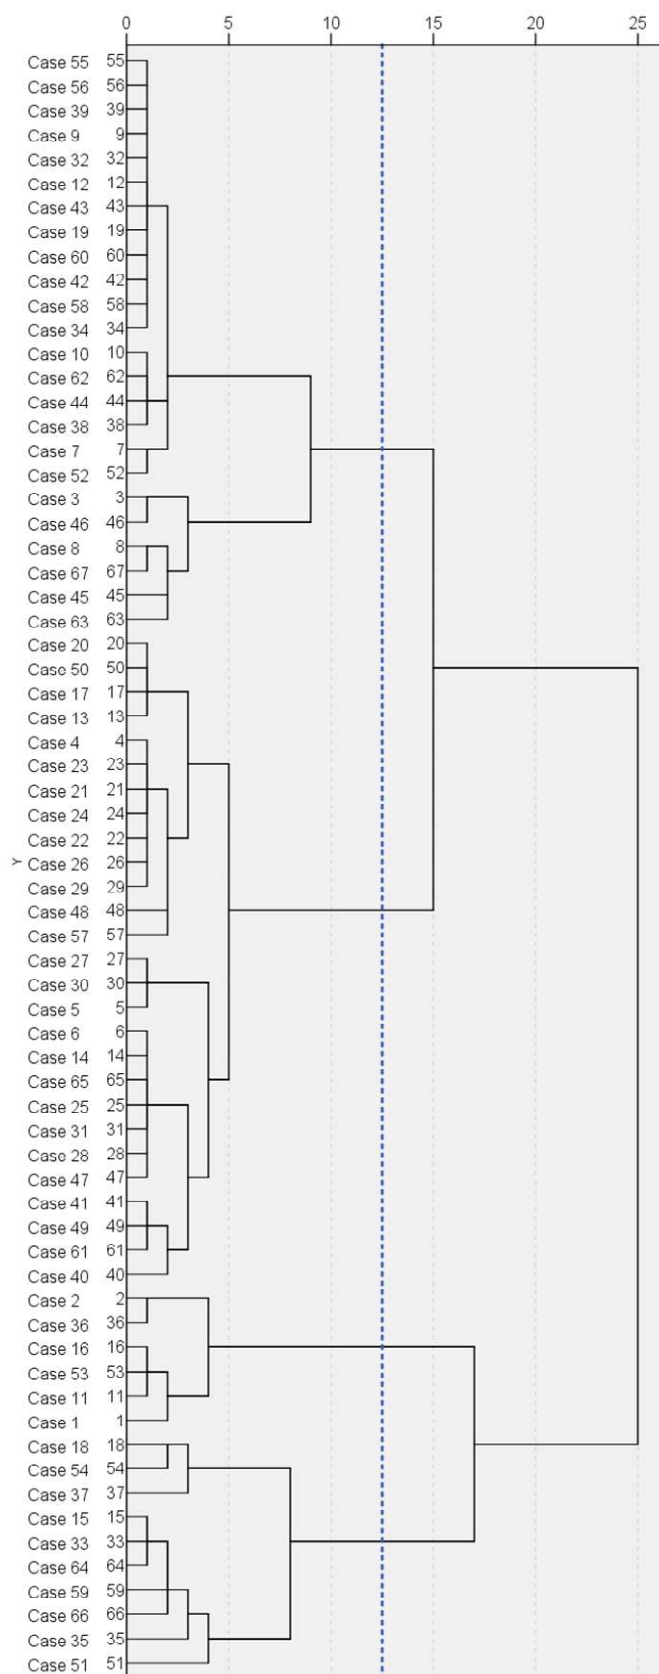 0 5 10 15 20 25
Case 55 55
Case 56 56
Case 39 39
Case 9 9
Case 32 32
Case 12 12
Case 43 43
Case 19 19
Case 60 60
Case 42 42
Case 58 58
Case 34 34
Case 10 10
Case 62 62
Case 44 44
Case 38 38
Case 7 7
Case 52 52
Case 3 3
Case 46 46
Case 8 8
Case 67 67
Case 45 45
Case 63 63
Case 20 20
Case 50 50
Case 17 17
Case 13 13
Case 4 4
Case 23 23
Case 21 21
Case 24 24
Case 22 22
Y
Case 26 26
Case 29 29
Case 48 48
Case 57 57
Case 27 27
Case 30 30
Case 5 5
Case 6 6
Case 14 14
Case 65 65
Case 25 25
Case 31 31
Case 28 28
Case 47 47
Case 41 41
Case 49 49
Case 61 61
Case 40 40
Case 2 2
Case 36 36
Case 16 16
Case 53 53
Case 11 11
Case 1 1
Case 18 18
Case 54 54
Case 37 37
Case 15 15
Case 33 33
Case 64 64
Case 59 59
Case 66 66
Case 35 35
Case 51 51